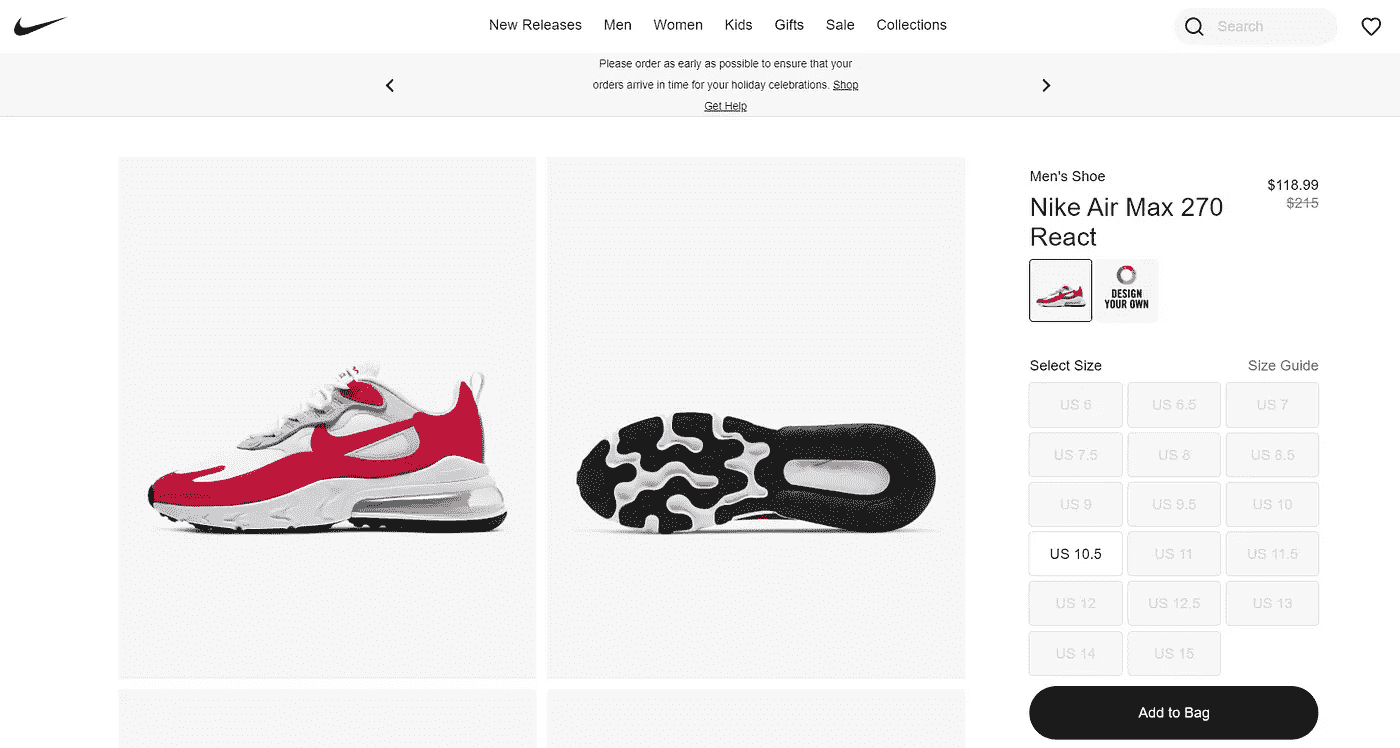 New Releases Men Women Kids Gifts Sale Collections
Search
Please order as early as possible to ensure that your
orders arrive in time for your holiday celebrations. Shop
Get Help
Men's Shoe
$118.99
Nike Air Max 270
$215
React
DESIGN
YOUR OWN
Select Size Size Guide
US 6 US 6.5 US 7
US 7.5 US 8 US 8.5
US 9 US 9.5 US 10
US 10.5 US 11 US 11.5
US 12 US 12.5 US 13
US 14 US 15
Add to Bag